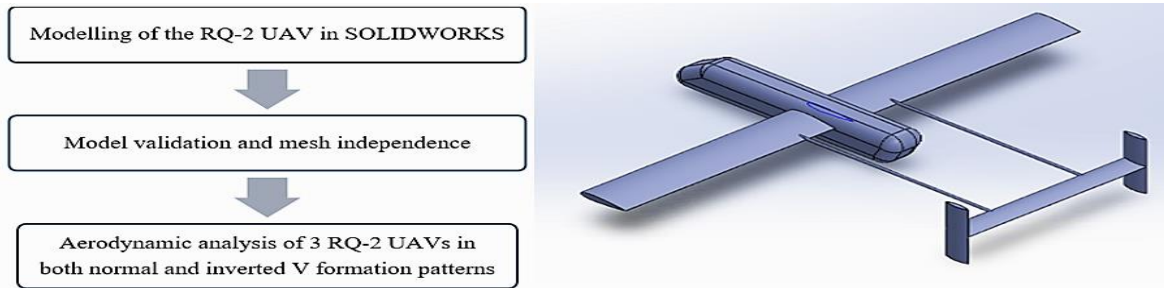 Modelling of the RQ-2 UAV in SOLIDWORKS
Model validation and mesh independence
Aerodynamic analysis of 3 RQ-2 UAVs in
both normal and inverted V formation patterns